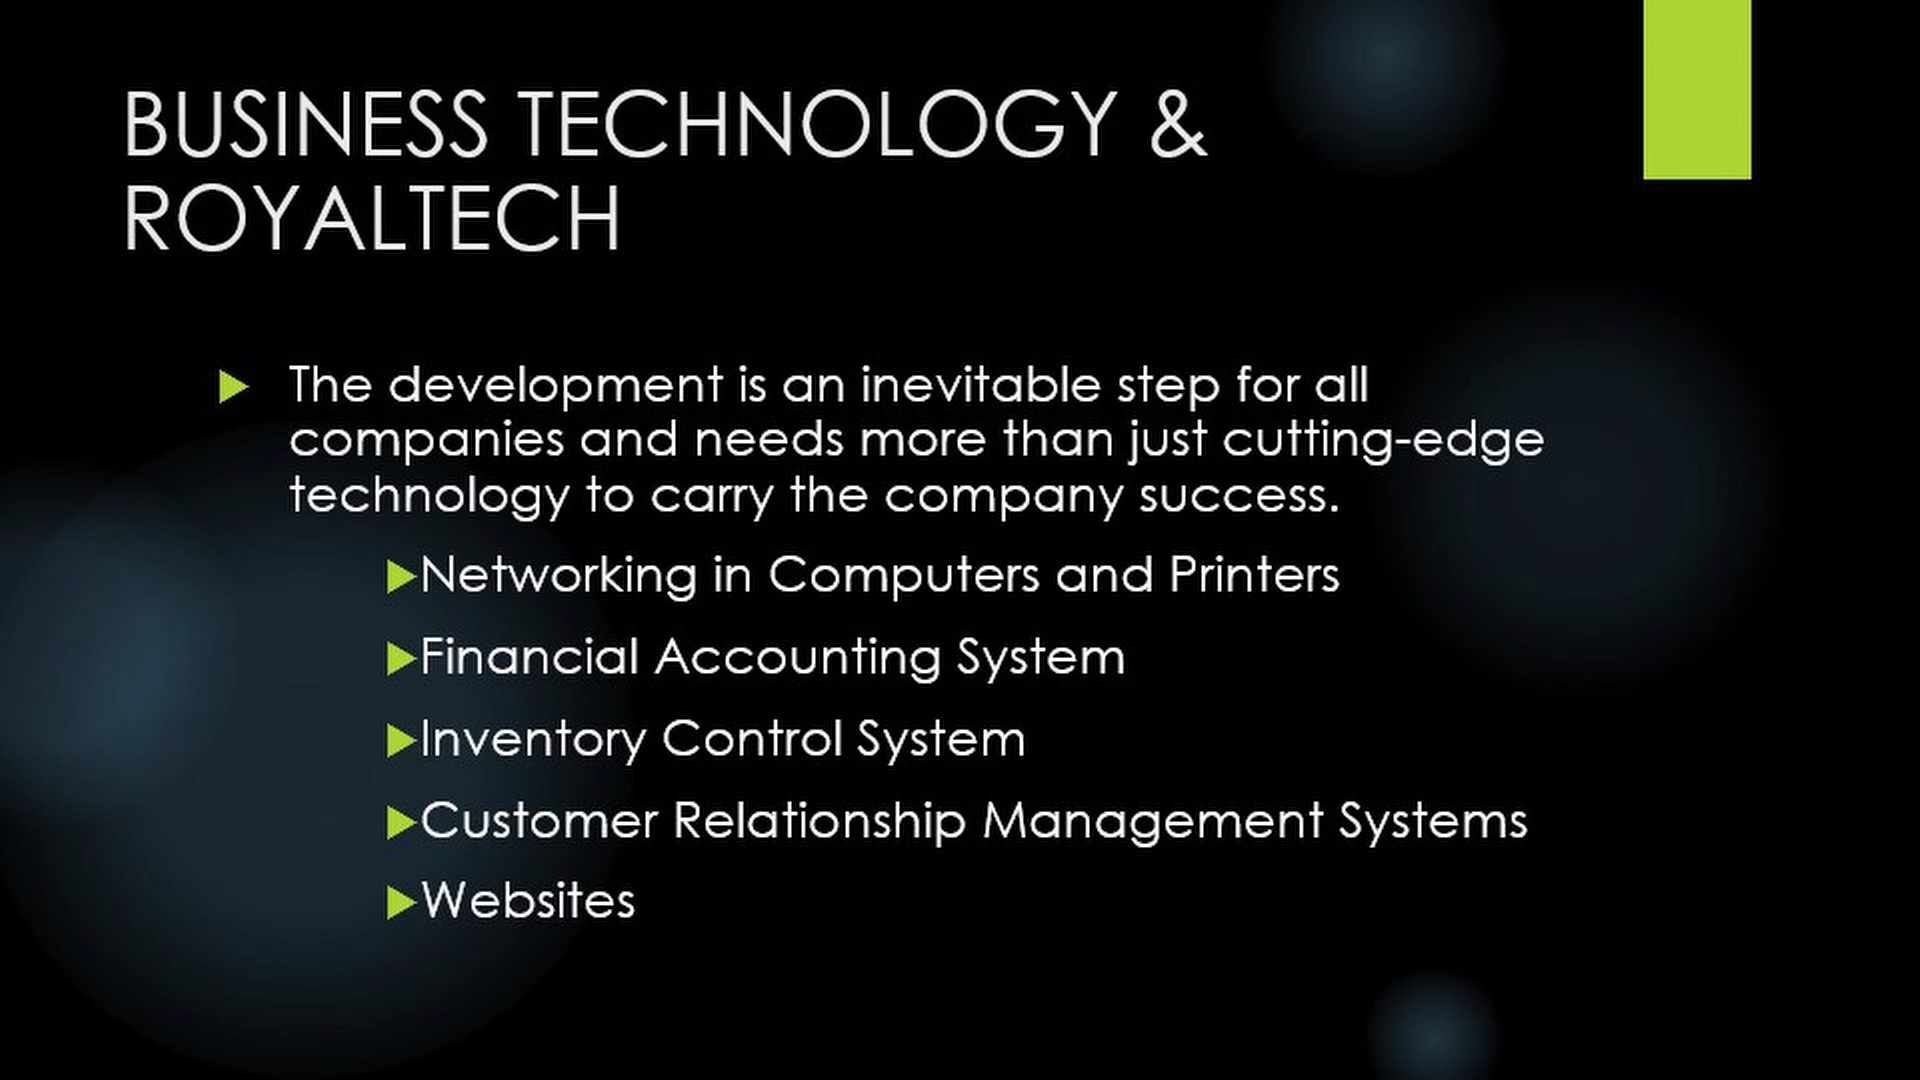 BUSINESS TECHNOLOGY &
ROYALTECH
The development is an inevitable step for all
companies and needs more than just cutting-edge
technology to carry the company success.
Networking in Computers and Printers
Financial Accounting System
Inventory Control System
Customer Relationship Management Systems
Websites